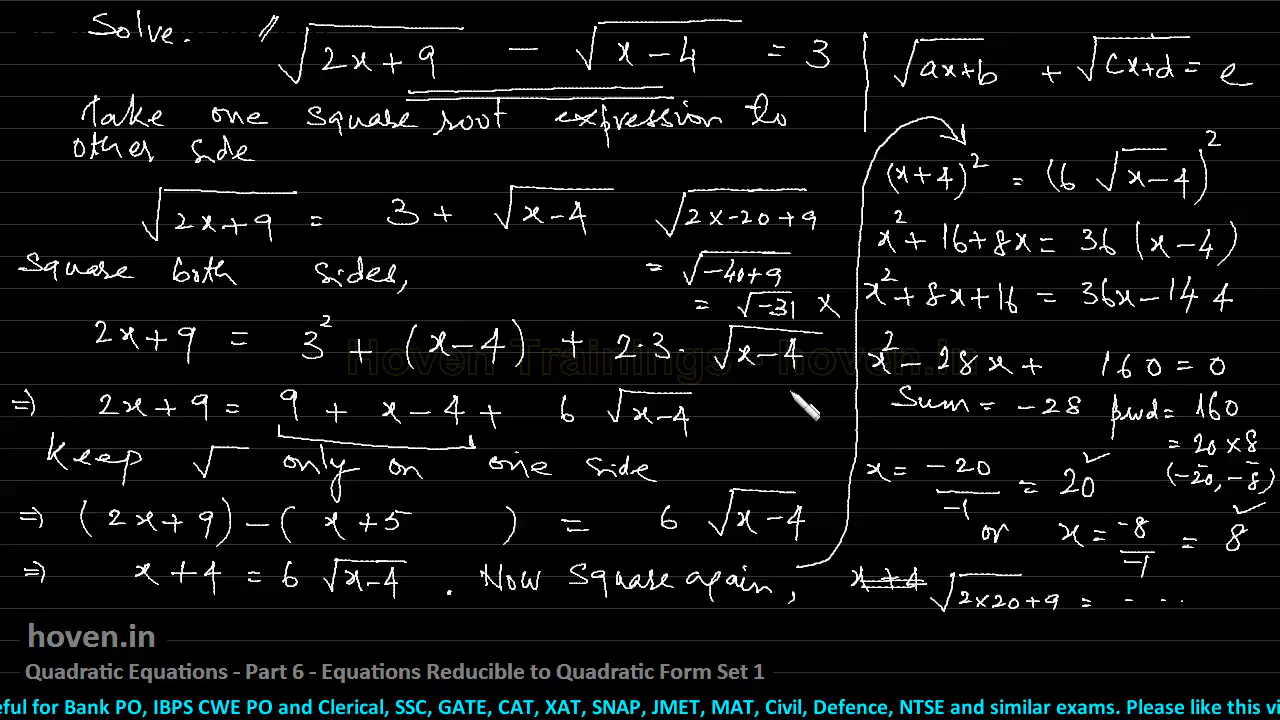 Solve. √(2x+9) − √(x−4) = 3
Take one square root expression to
other side
√(2x+9) = 3 + √(x−4)
√(2x-20+9)
= √(−40+9)
= √(−31) ×
Square both sides,
2x+9 = 3² + (x−4) + 2.3. √(x−4)
⇒ 2x+9 = 9 + x−4 + 6 √(x−4)
Keep √ only on one side
⇒ (2x+9) − (x+5 ) = 6 √(x−4)
⇒ x+4 = 6 √(x−4) . Now square again,
√(ax+b) + √(cx+d) = e
(x+4)² = (6 √(x−4))²
x² + 16 + 8x = 36 (x−4)
x² + 8x + 16 = 36x − 144
x² − 28x + 160 = 0
Sum = −28 prod = 160
= 20 × 8
(−20, −8)
x = −20/−1 = 20 ✓
or x = −8/−1 = 8 ✓
x+4 √(2×20+9) = . . . . .
Hoven Trainings - hoven.in
hoven.in
Quadratic Equations - Part 6 - Equations Reducible to Quadratic Form Set 1
eful for Bank PO, IBPS CWE PO and Clerical, SSC, GATE, CAT, XAT, SNAP, JMET, MAT, Civil, Defence, NTSE and similar exams. Please like this vi